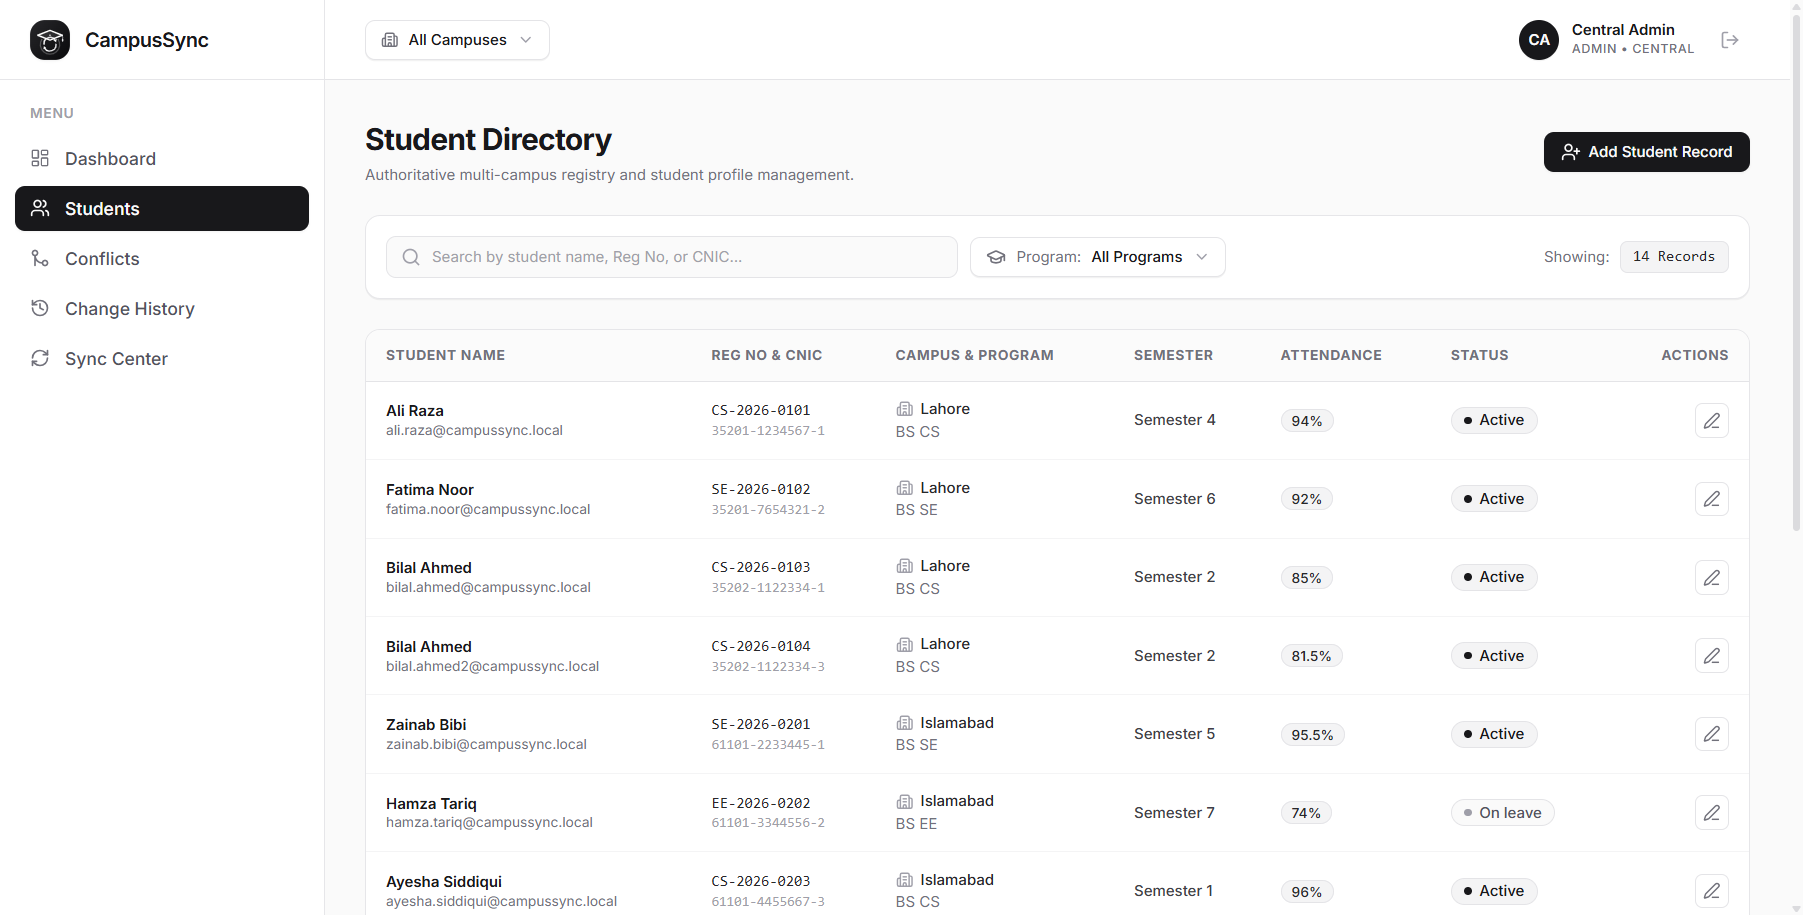 CampusSync
All Campuses
CA
Central Admin
ADMIN • CENTRAL
MENU
Dashboard
Students
Conflicts
Change History
Sync Center
Student Directory
Authoritative multi-campus registry and student profile management.
Add Student Record
Search by student name, Reg No, or CNIC...
Program: All Programs
Showing: 14 Records
STUDENT NAME REG NO & CNIC CAMPUS & PROGRAM SEMESTER ATTENDANCE STATUS ACTIONS
Ali Raza CS-2026-0101 Lahore Semester 4 94% Active
ali.raza@campussync.local 35201-1234567-1 BS CS
Fatima Noor SE-2026-0102 Lahore Semester 6 92% Active
fatima.noor@campussync.local 35201-7654321-2 BS SE
Bilal Ahmed CS-2026-0103 Lahore Semester 2 85% Active
bilal.ahmed@campussync.local 35202-1122334-1 BS CS
Bilal Ahmed CS-2026-0104 Lahore Semester 2 81.5% Active
bilal.ahmed2@campussync.local 35202-1122334-3 BS CS
Zainab Bibi SE-2026-0201 Islamabad Semester 5 95.5% Active
zainab.bibi@campussync.local 61101-2233445-1 BS SE
Hamza Tariq EE-2026-0202 Islamabad Semester 7 74% On leave
hamza.tariq@campussync.local 61101-3344556-2 BS EE
Ayesha Siddiqui CS-2026-0203 Islamabad Semester 1 96% Active
ayesha.siddiqui@campussync.local 61101-4455667-3 BS CS